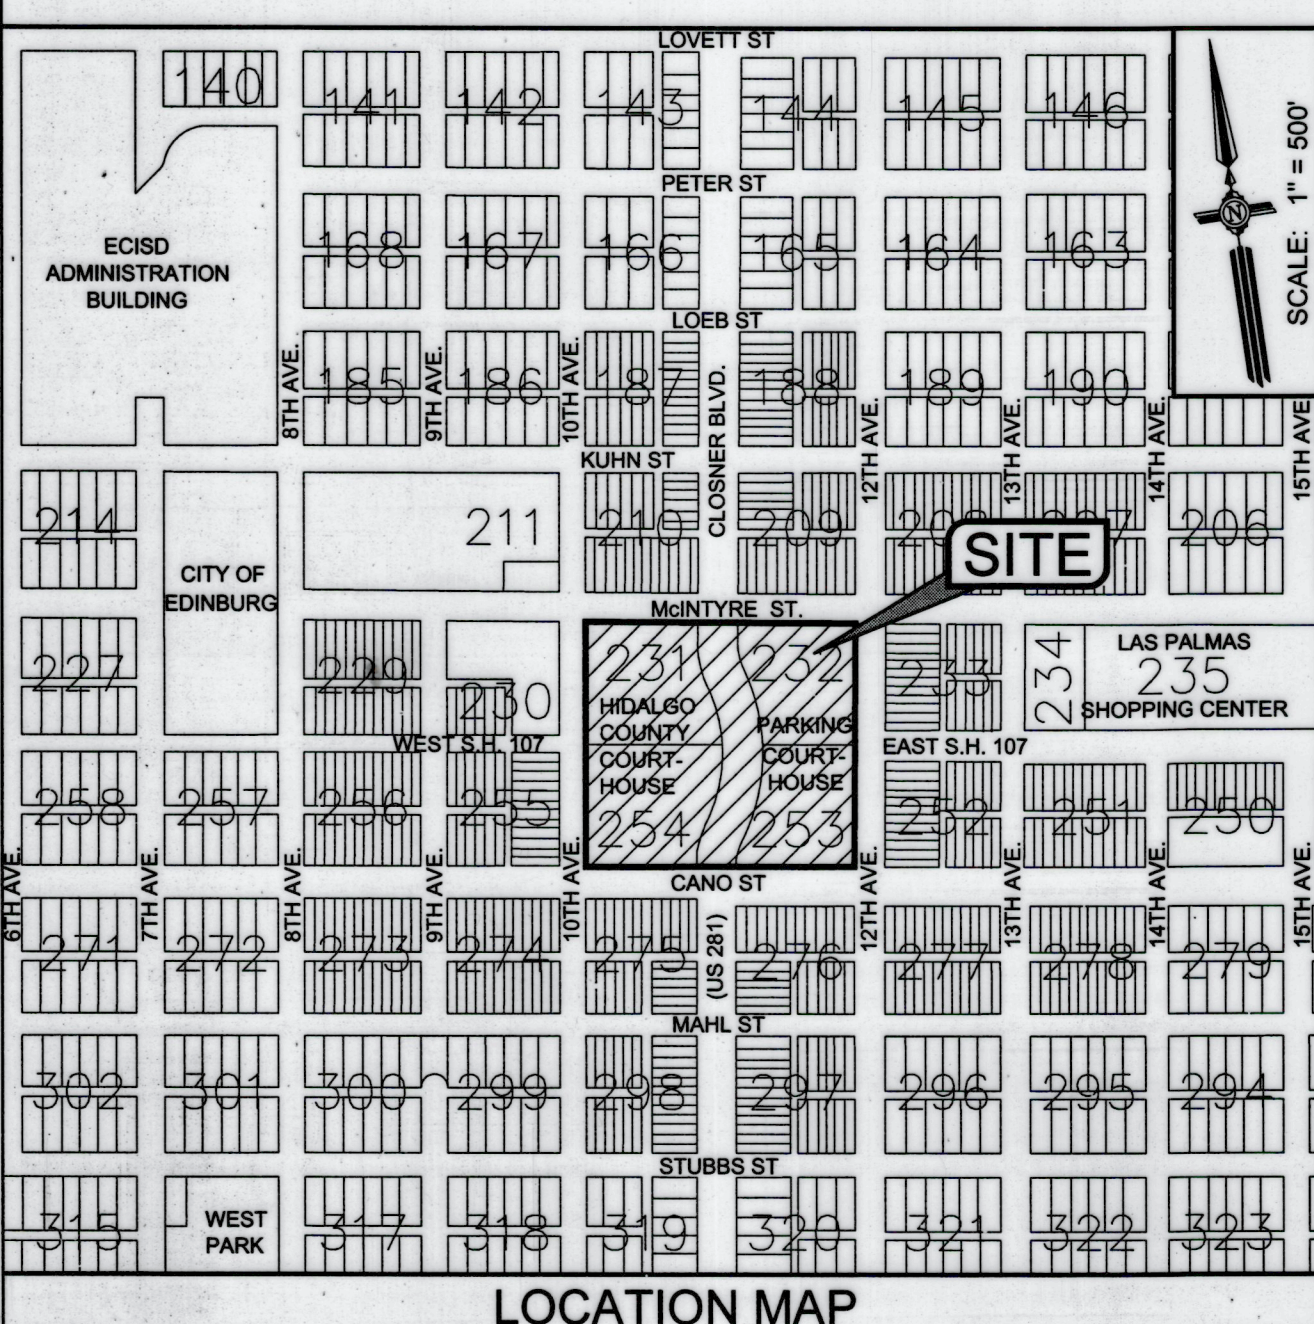 LOVETT ST
140
141
142
143
144
145
146
SCALE: 1" = 500'
N
PETER ST
ECISD
ADMINISTRATION
BUILDING
168
167
166
165
164
163
LOEB ST
8TH AVE.
185
9TH AVE.
186
10TH AVE.
187
CLOSNER BLVD.
188
12TH AVE.
189
13TH AVE.
190
14TH AVE.
15TH AVE.
KUHN ST
214
211
210
209
206
SITE
CITY OF
EDINBURG
McINTYRE ST.
227
229
230
231
232
233
234
LAS PALMAS
235
SHOPPING CENTER
HIDALGO
COUNTY
COURT-
HOUSE
PARKING
COURT-
HOUSE
WEST S.H. 107
EAST S.H. 107
258
257
256
255
254
253
252
251
250
6TH AVE.
7TH AVE.
8TH AVE.
9TH AVE.
10TH AVE.
CANO ST
12TH AVE.
13TH AVE.
14TH AVE.
15TH AVE.
271
272
273
274
275
(US 281)
276
277
278
279
MAHL ST
302
301
300
299
298
297
296
295
294
STUBBS ST
315
WEST
PARK
317
318
319
320
321
322
323
LOCATION MAP